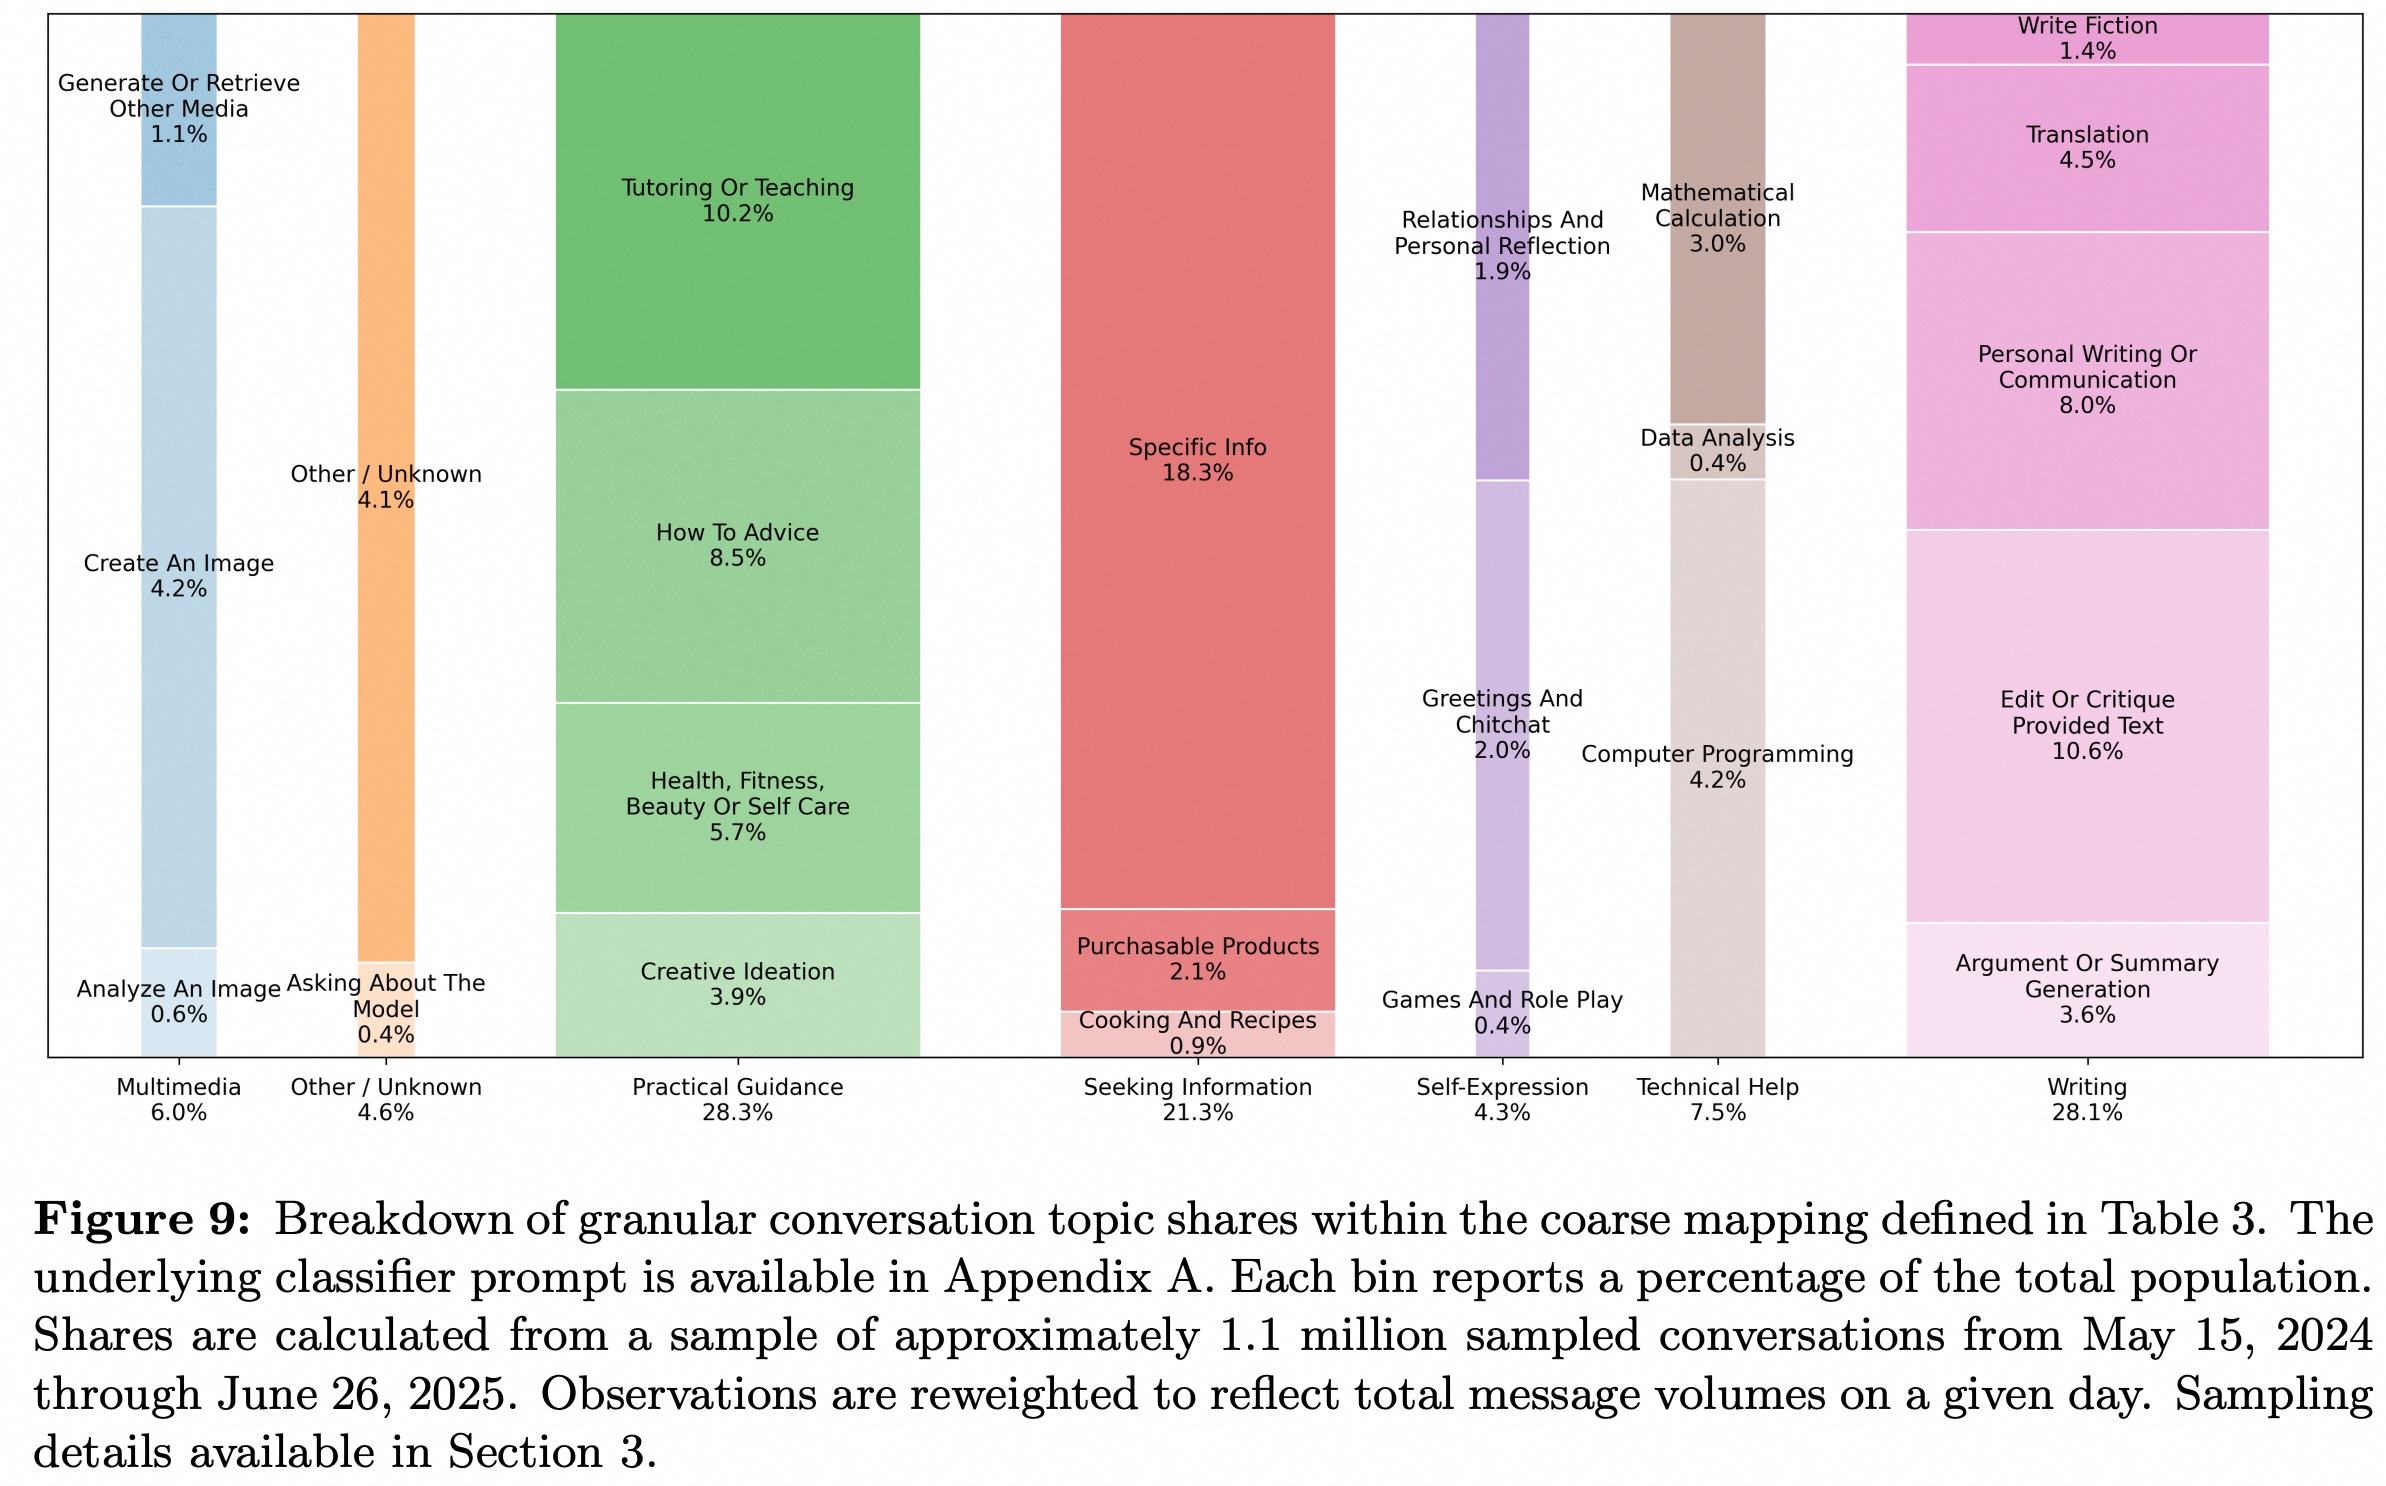 Generate Or Retrieve
Other Media
1.1%
Create An Image
4.2%
Analyze An Image
0.6%
Other / Unknown
4.1%
Asking About The
Model
0.4%
Tutoring Or Teaching
10.2%
How To Advice
8.5%
Health, Fitness,
Beauty Or Self Care
5.7%
Creative Ideation
3.9%
Specific Info
18.3%
Purchasable Products
2.1%
Cooking And Recipes
0.9%
Relationships And
Personal Reflection
1.9%
Greetings And
Chitchat
2.0%
Games And Role Play
0.4%
Mathematical
Calculation
3.0%
Data Analysis
0.4%
Computer Programming
4.2%
Write Fiction
1.4%
Translation
4.5%
Personal Writing Or
Communication
8.0%
Edit Or Critique
Provided Text
10.6%
Argument Or Summary
Generation
3.6%
Multimedia
6.0%
Other / Unknown
4.6%
Practical Guidance
28.3%
Seeking Information
21.3%
Self-Expression
4.3%
Technical Help
7.5%
Writing
28.1%
Figure 9: Breakdown of granular conversation topic shares within the coarse mapping defined in Table 3. The
underlying classifier prompt is available in Appendix A. Each bin reports a percentage of the total population.
Shares are calculated from a sample of approximately 1.1 million sampled conversations from May 15, 2024
through June 26, 2025. Observations are reweighted to reflect total message volumes on a given day. Sampling
details available in Section 3.